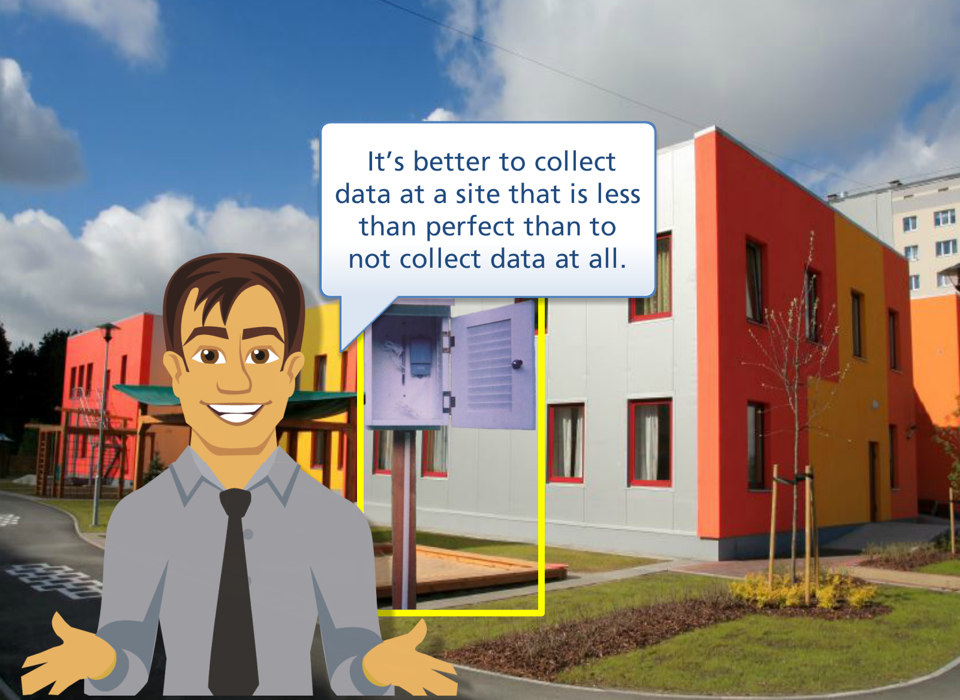 It’s better to collect
data at a site that is less
than perfect than to
not collect data at all.